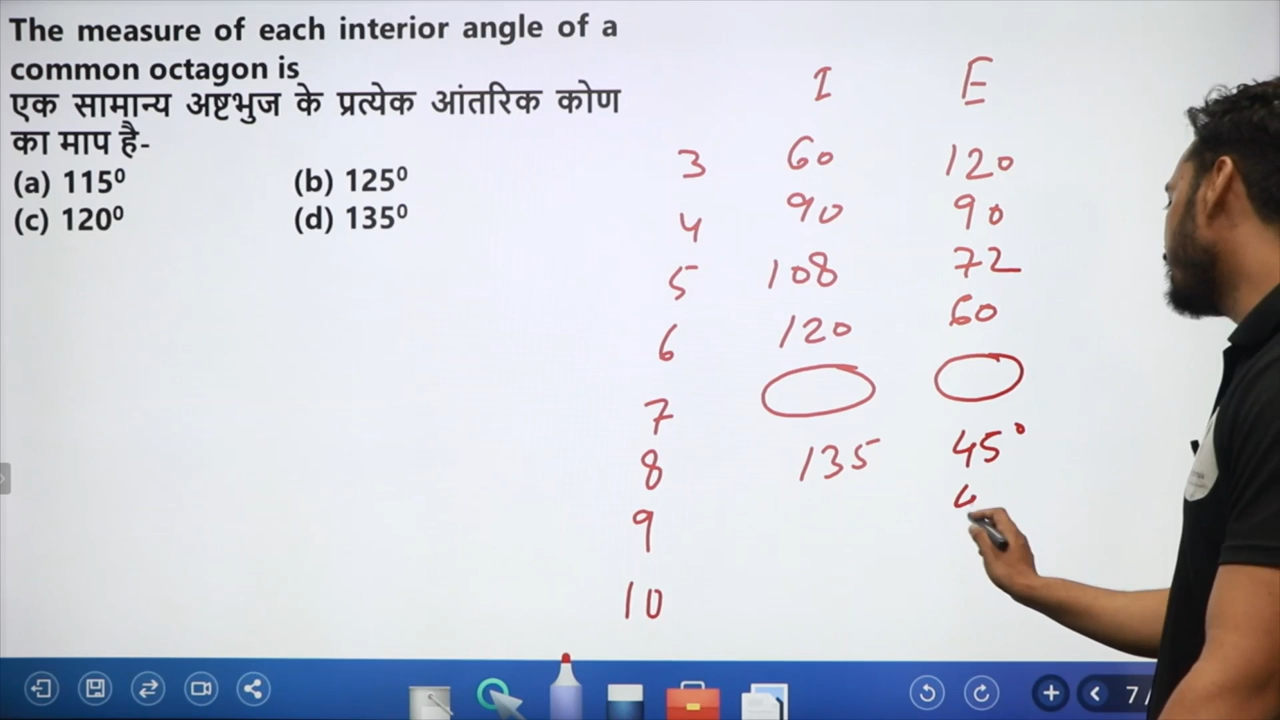 The measure of each interior angle of a
common octagon is
एक सामान्य अष्टभुज के प्रत्येक आंतरिक कोण
का माप है-
(a) 115⁰ (b) 125⁰
(c) 120⁰ (d) 135⁰
I E
3 60 120
4 90 90
5 108 72
6 120 60
7
8 135 45°
9
10
7/